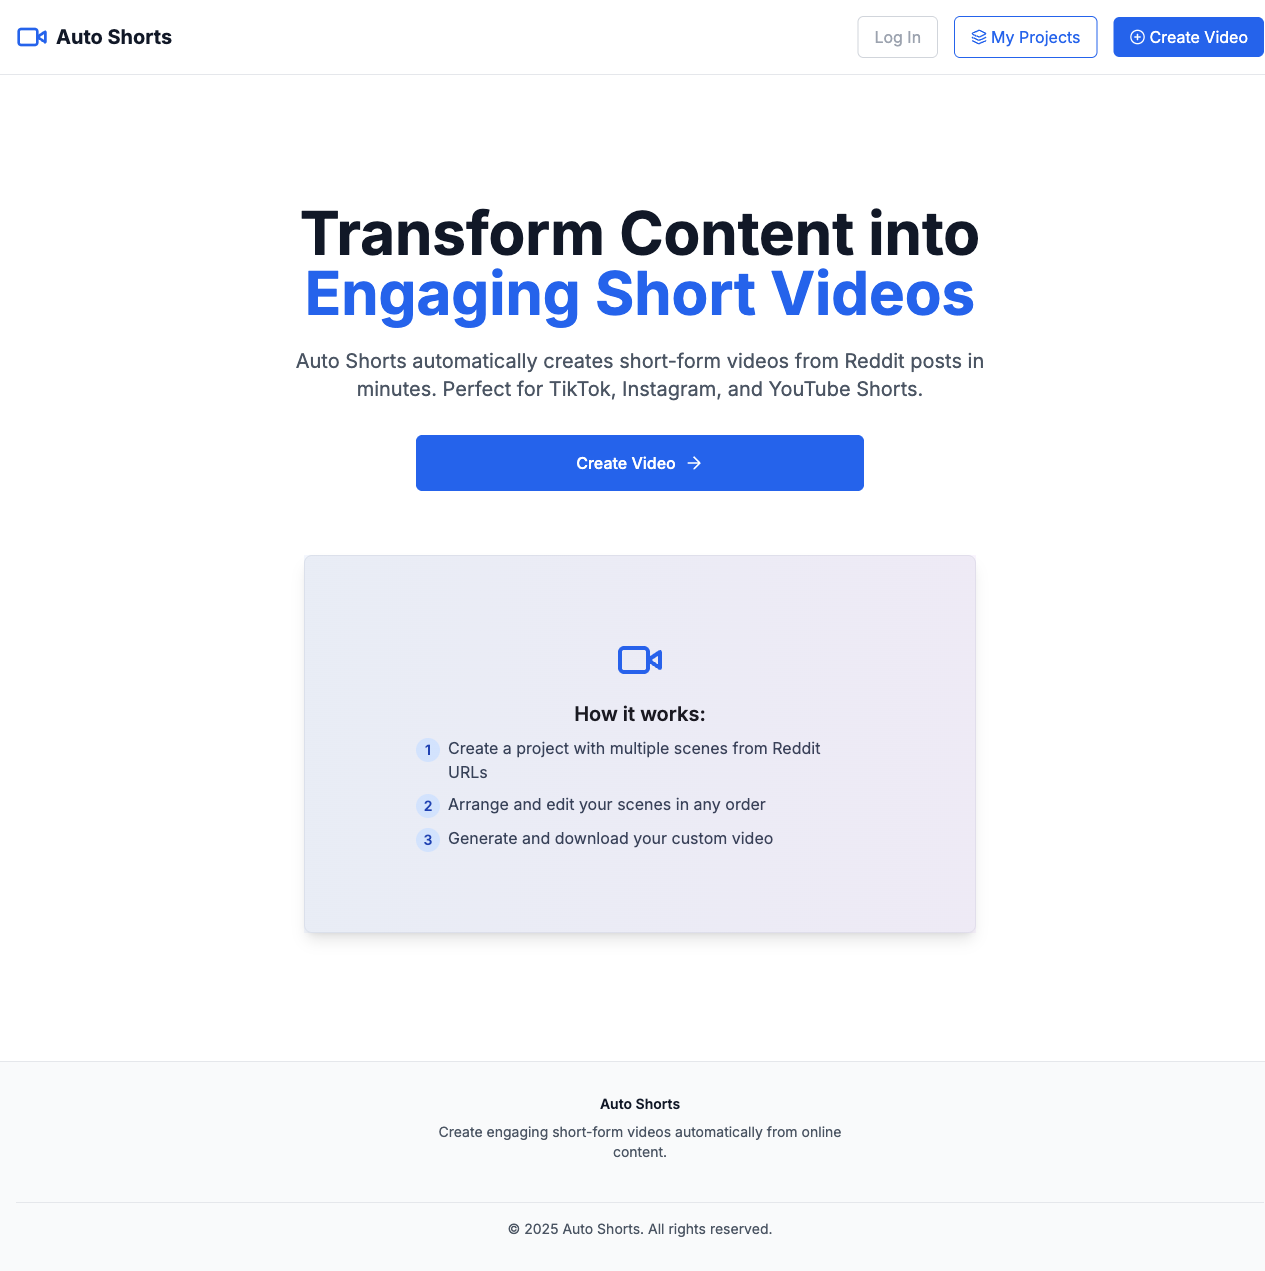 Auto Shorts
Log In
My Projects
Create Video
Transform Content into
Engaging Short Videos
Auto Shorts automatically creates short-form videos from Reddit posts in
minutes. Perfect for TikTok, Instagram, and YouTube Shorts.
Create Video
How it works:
1 Create a project with multiple scenes from Reddit
URLs
2 Arrange and edit your scenes in any order
3 Generate and download your custom video
Auto Shorts
Create engaging short-form videos automatically from online
content.
© 2025 Auto Shorts. All rights reserved.